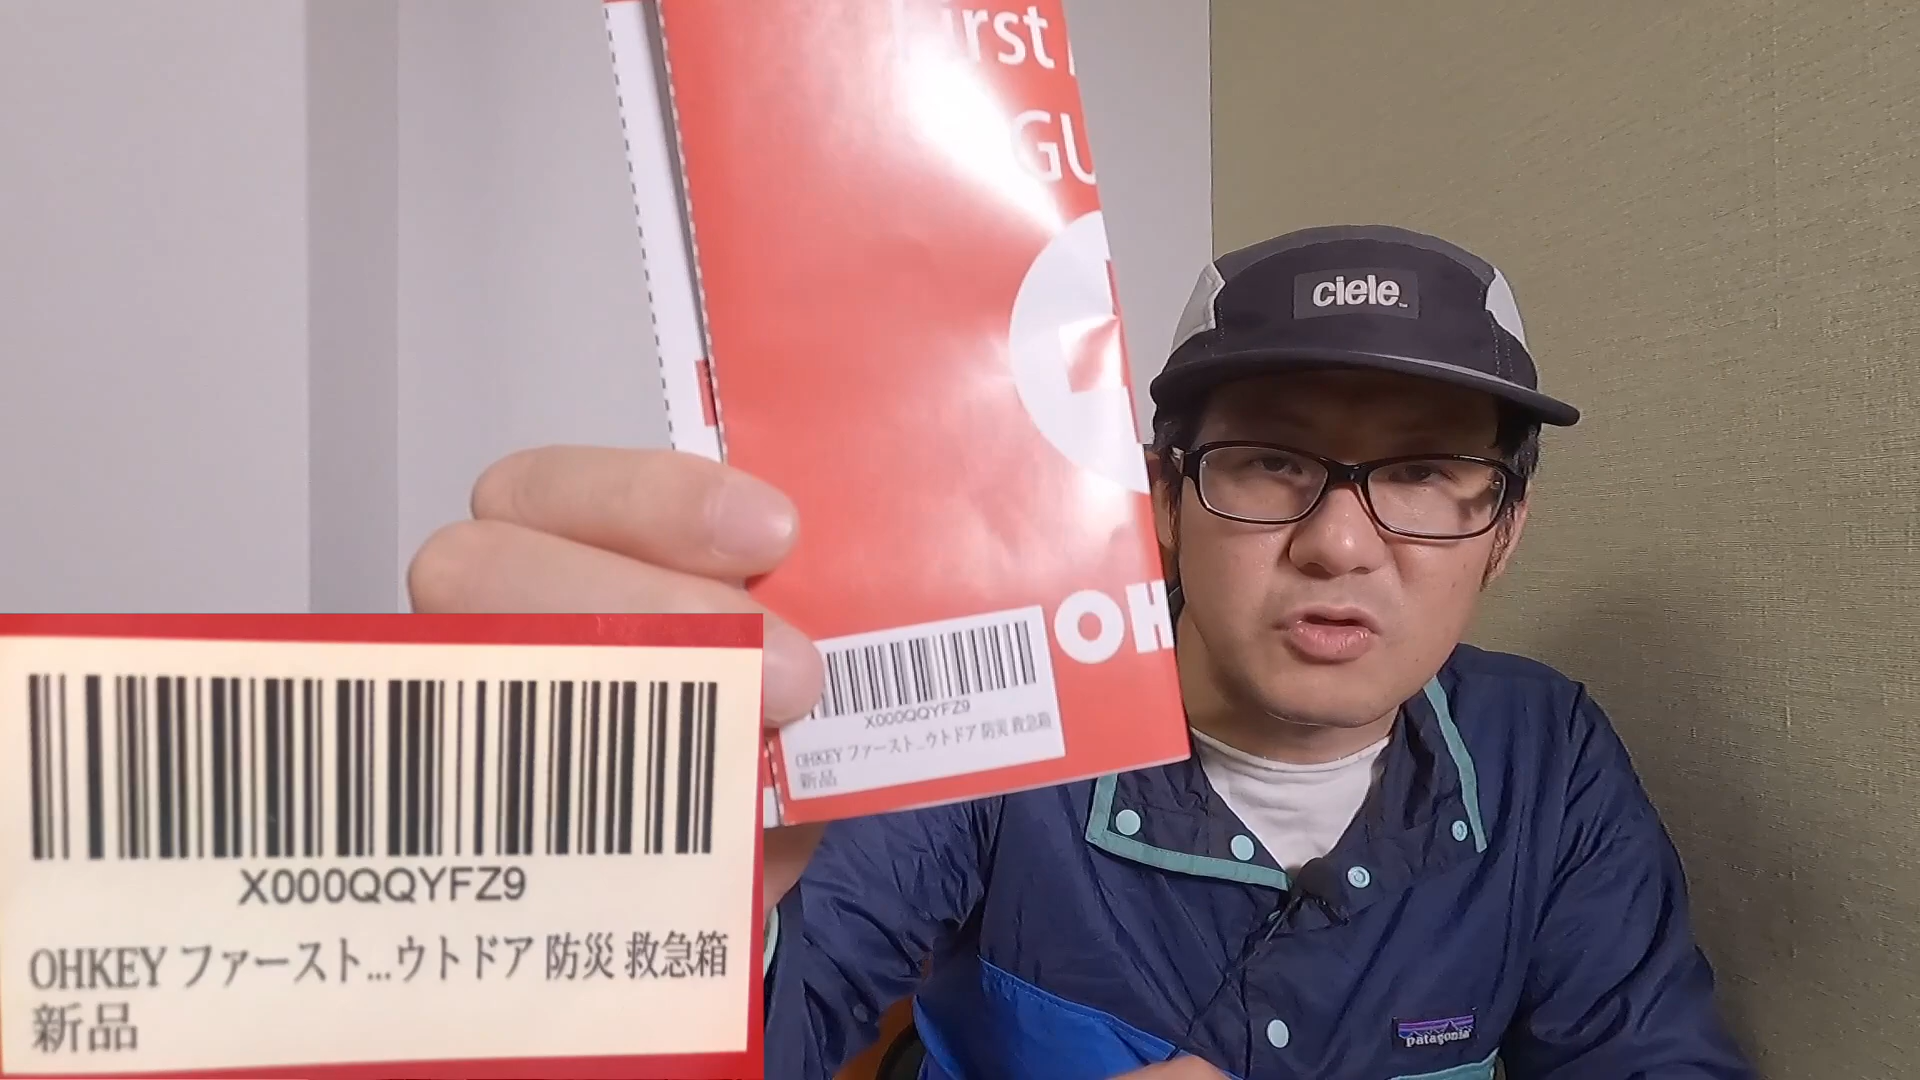 First
GU
ciele
OH
X000QQYFZ9
OHKEY ファースト...ウトドア 防災 救急箱
新品
patagonia
X000QQYFZ9
OHKEY ファースト...ウトドア 防災 救急箱
新品